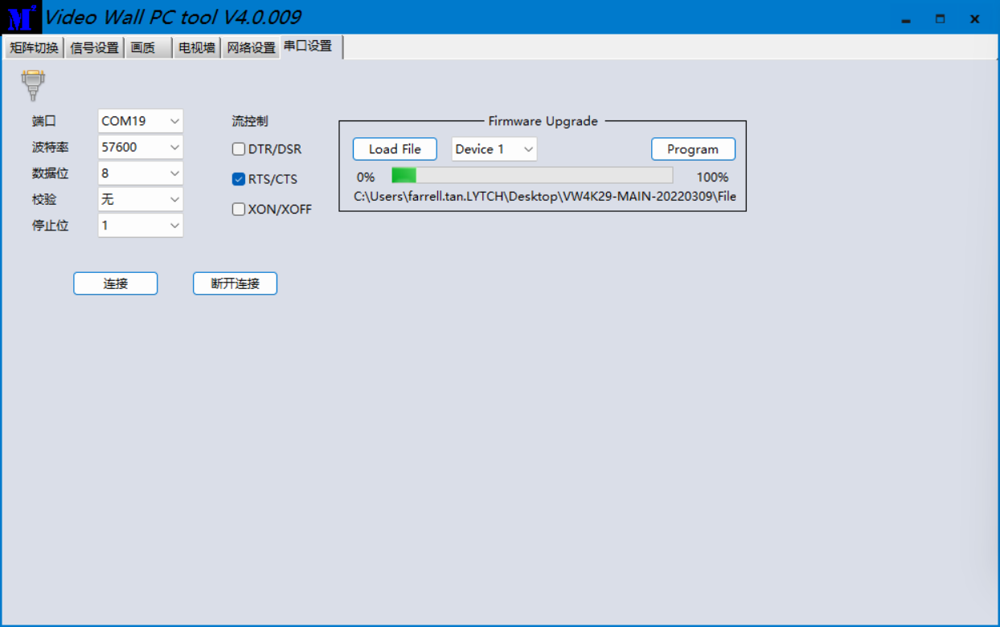 M²
Video Wall PC tool V4.0.009
矩阵切换 信号设置 画质 电视墙 网络设置 串口设置
端口 COM19
波特率 57600
数据位 8
校验 无
停止位 1
流控制
DTR/DSR
RTS/CTS
XON/XOFF
连接 断开连接
Firmware Upgrade
Load File Device 1 Program
0% 100%
C:\Users\farrell.tan.LYTCH\Desktop\VW4K29-MAIN-20220309\File